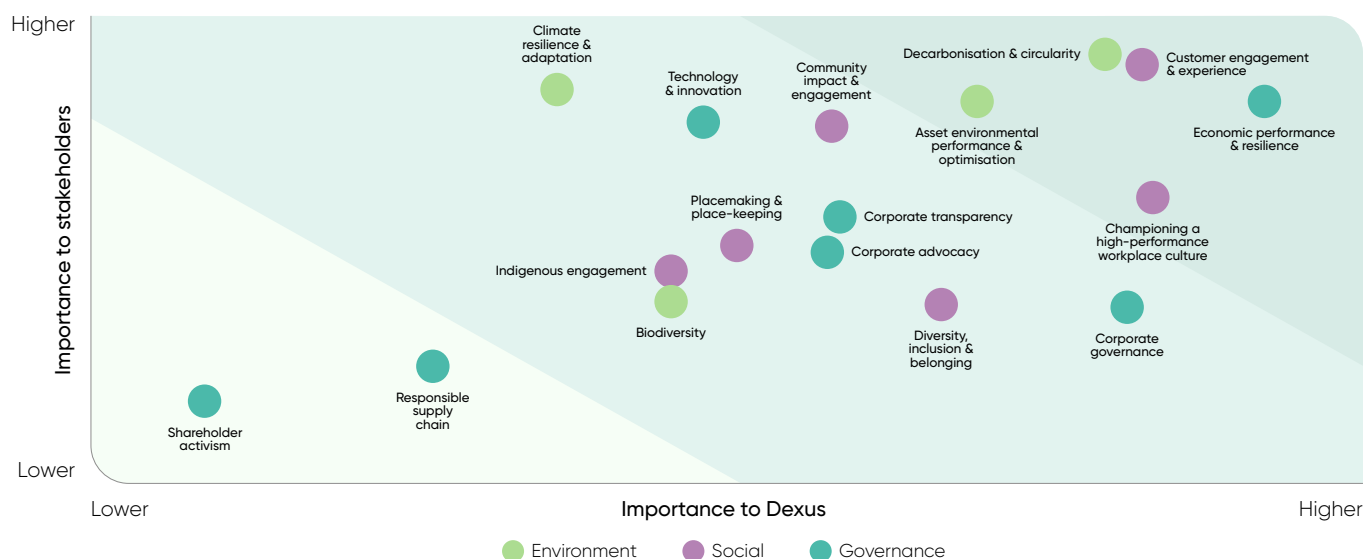 Higher
Importance to stakeholders
Lower
Climate
resilience &
adaptation
Technology
& innovation
Community
impact &
engagement
Decarbonisation & circularity
Customer engagement
& experience
Asset environmental
performance &
optimisation
Economic performance
& resilience
Placemaking &
place-keeping
Corporate transparency
Championing a
high-performance
workplace culture
Corporate advocacy
Indigenous engagement
Biodiversity
Diversity,
inclusion &
belonging
Corporate
governance
Responsible
supply
chain
Shareholder
activism
Lower
Importance to Dexus
Higher
Environment
Social
Governance